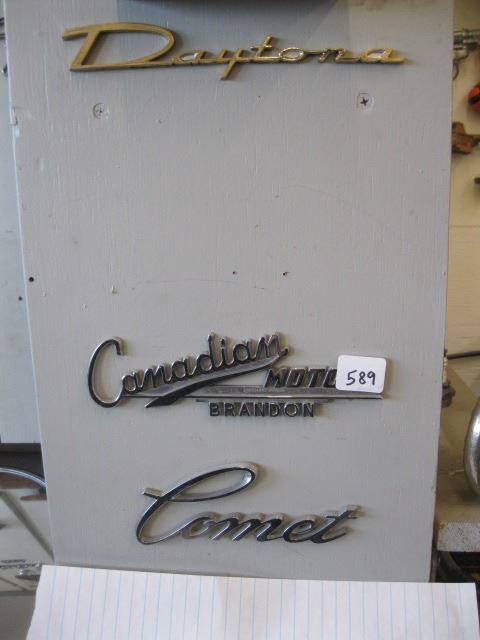 Daytona
Canadian
MOTO 589
BRANDON
Comet